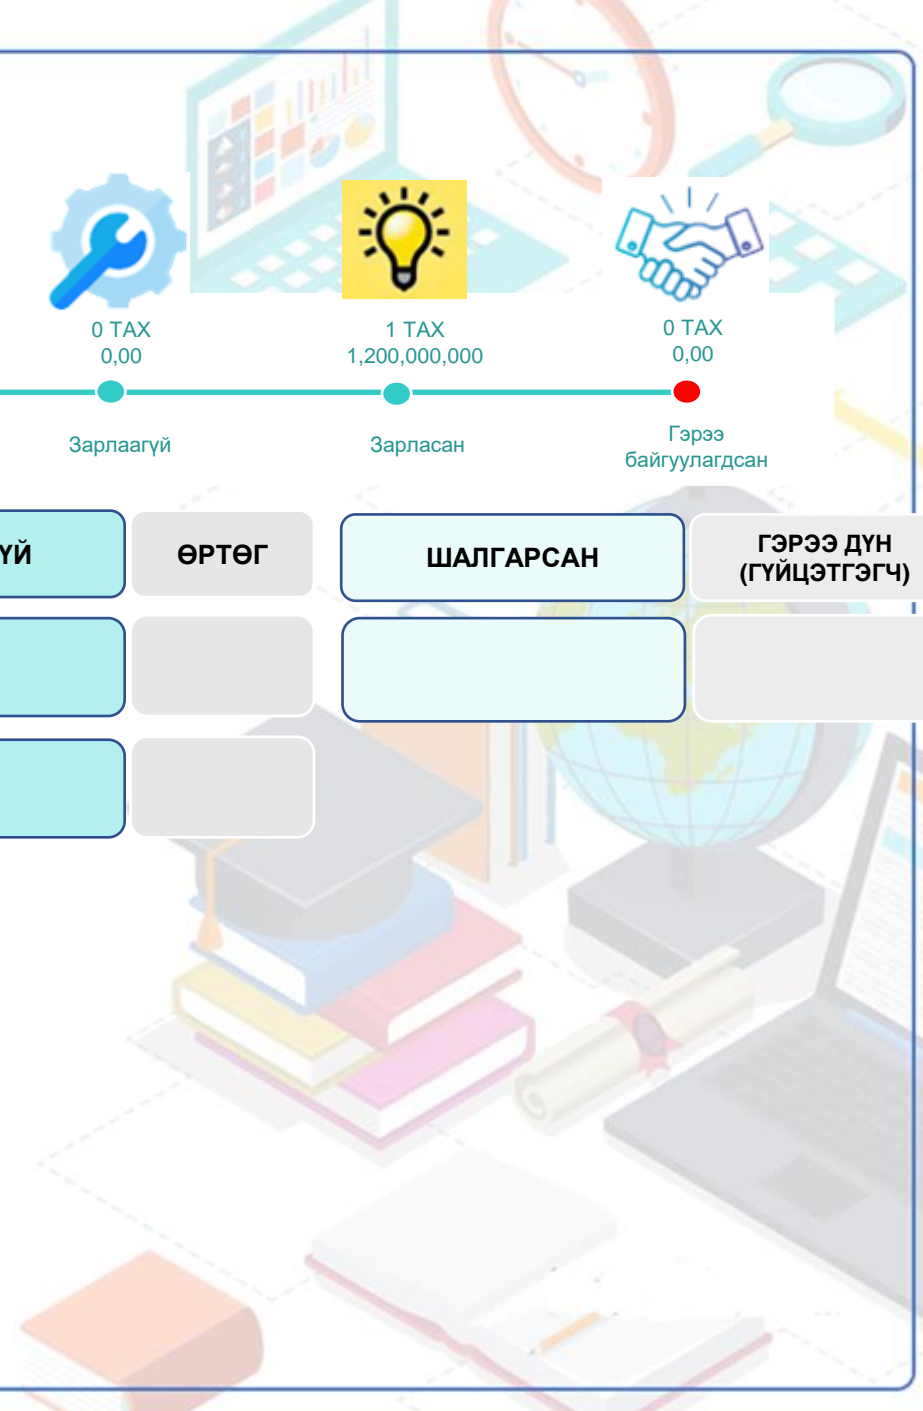 0 ТАХ
0,00
1 ТАХ
1,200,000,000
0 ТАХ
0,00
Зарлаагүй
Зарласан
Гэрээ
байгуулагдсан
ҮЙ
ӨРТӨГ
ШАЛГАРСАН
ГЭРЭЭ ДҮН
(ГҮЙЦЭТГЭГЧ)